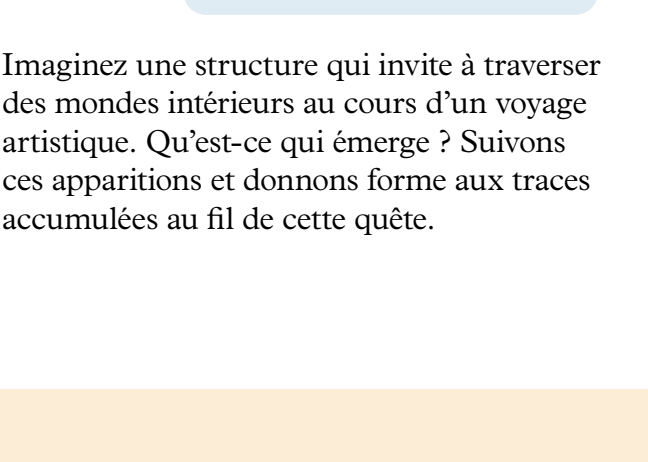 Imaginez une structure qui invite à traverser
des mondes intérieurs au cours d’un voyage
artistique. Qu’est-ce qui émerge ? Suivons
ces apparitions et donnons forme aux traces
accumulées au fil de cette quête.